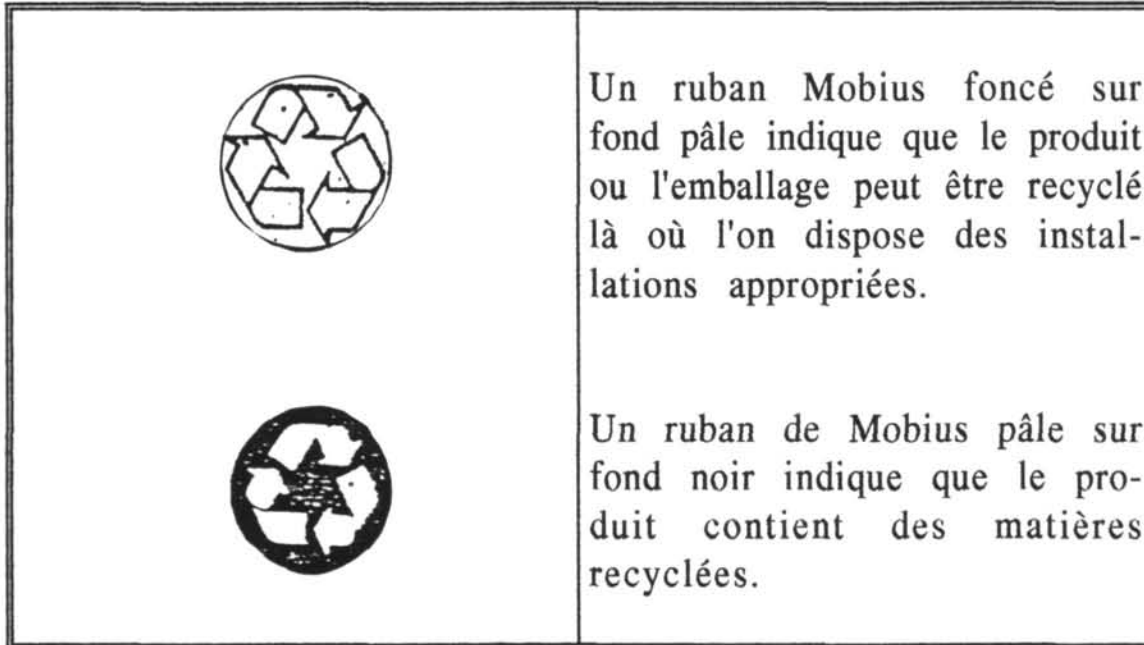 Un ruban Mobius foncé sur
fond pâle indique que le produit
ou l'emballage peut être recyclé
là où l'on dispose des instal-
lations appropriées.
Un ruban de Mobius pâle sur
fond noir indique que le pro-
duit contient des matières
recyclées.